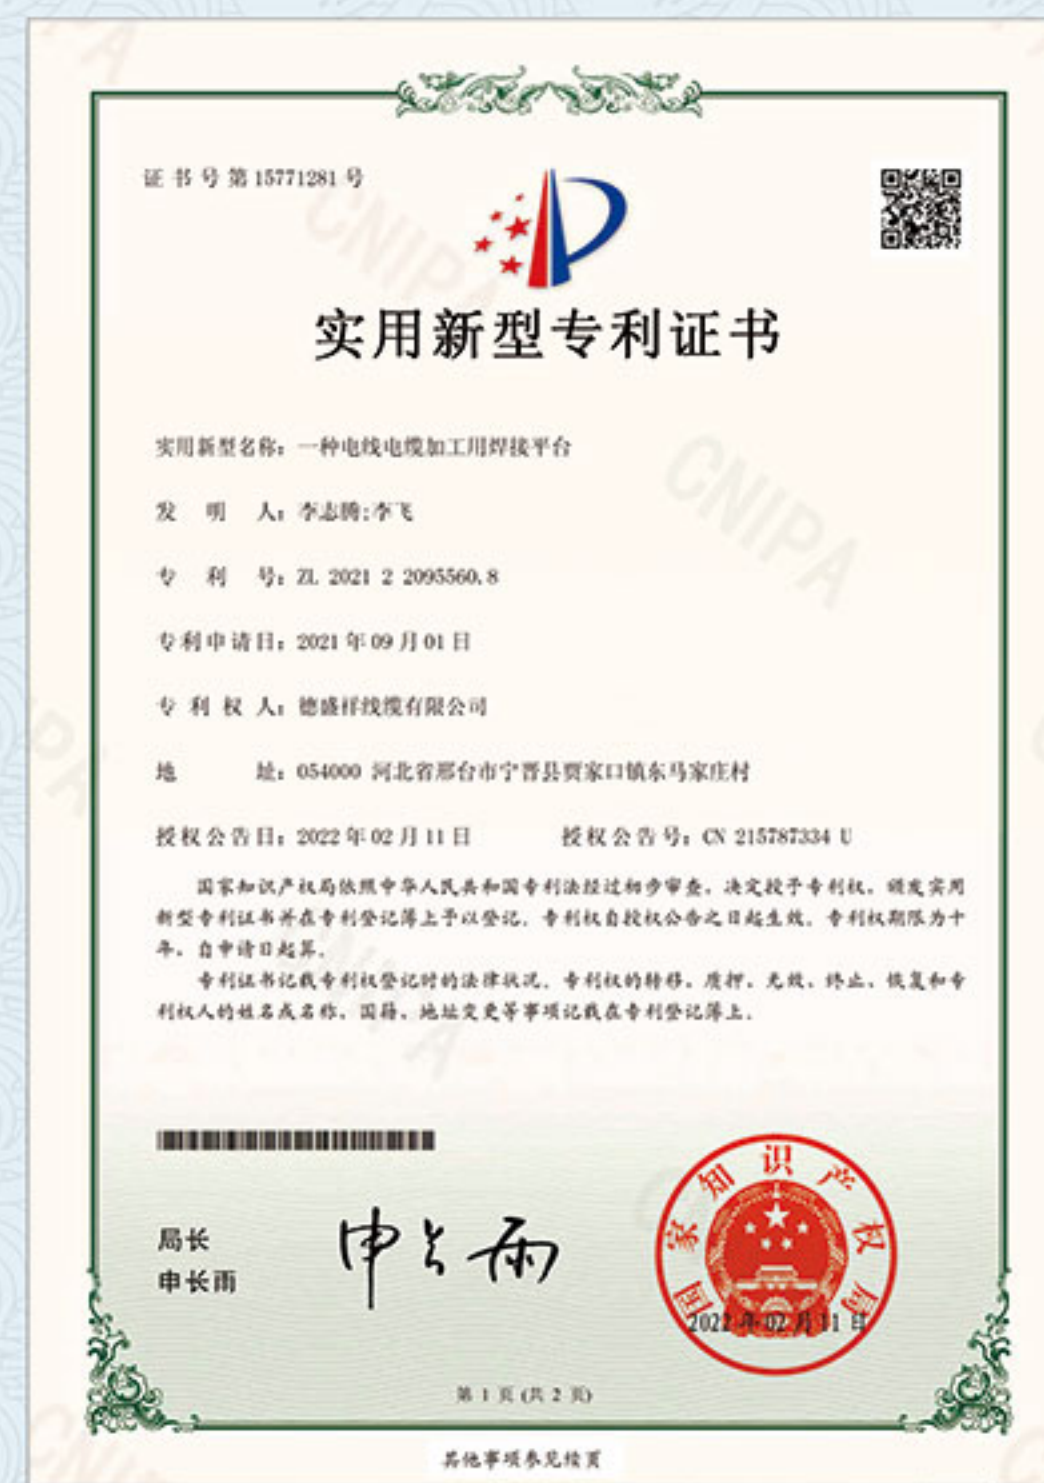 证书号第15771281号
实用新型专利证书
实用新型名称：一种电线电缆加工用焊接平台
发明人：李志腾;李飞
专利号：ZL 2021 2 2095560.8
专利申请日：2021年09月01日
专利权人：德盛祥线缆有限公司
地址：054000 河北省邢台市宁晋县贾家口镇东马家庄村
授权公告日：2022年02月11日 授权公告号：CN 215787334 U
国家知识产权局依照中华人民共和国专利法经过初步审查，决定授予专利权，颁发实用
新型专利证书并在专利登记簿上予以登记。专利权自授权公告之日起生效。专利权期限为十
年，自申请日起算。
专利证书记载专利权登记时的法律状况。专利权的转移、质押、无效、终止、恢复和专
利权人的姓名或名称、国籍、地址变更等事项记载在专利登记簿上。
局长
申长雨
申长雨
国家知识产权局
2022年02月11日
第 1 页 (共 2 页)
其他事项参见续页
CNIPA
CNIPA
CNIPA
CNIPA